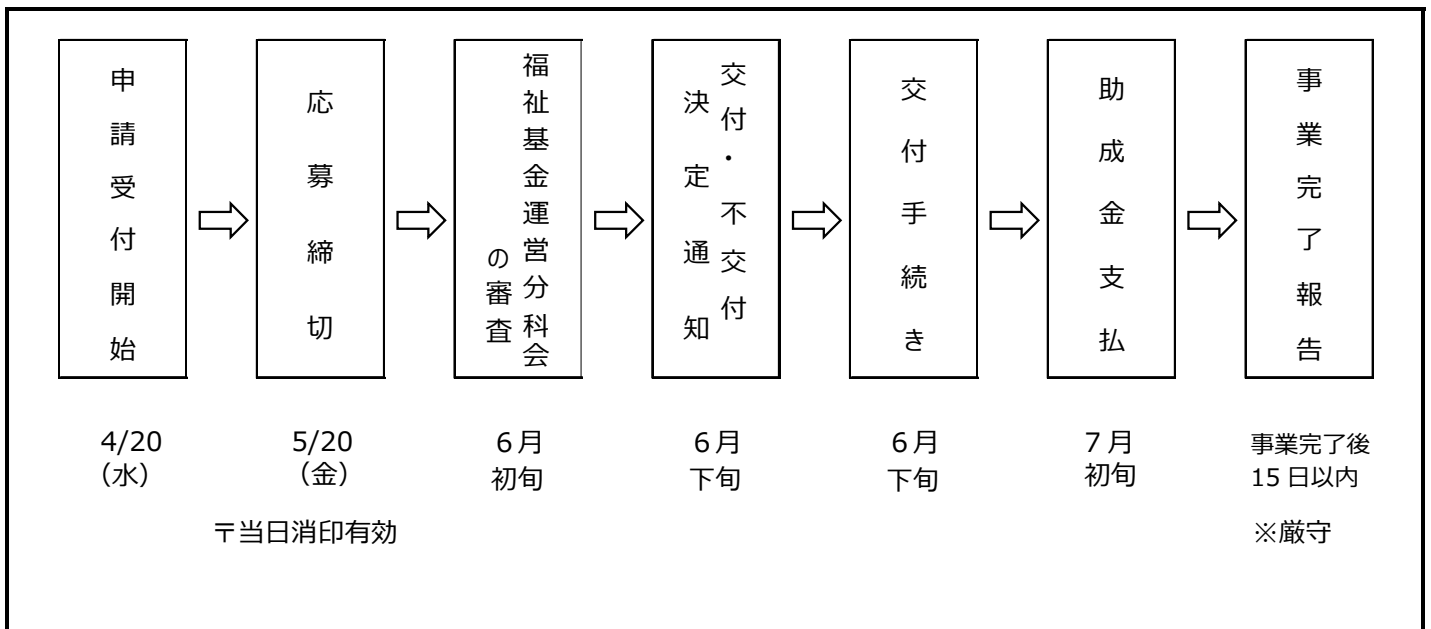 申請受付開始
応募締切
福祉基金運営分科会
の審査
交付・不交付
決定通知
交付手続き
助成金支払
事業完了報告
4/20
（水）
5/20
（金）
6月
初旬
6月
下旬
6月
下旬
7月
初旬
事業完了後
15日以内
〒当日消印有効
※厳守